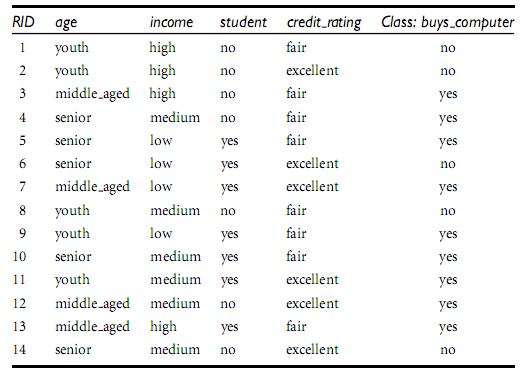 RID age income student credit_rating Class: buys_computer
1 youth high no fair no
2 youth high no excellent no
3 middle_aged high no fair yes
4 senior medium no fair yes
5 senior low yes fair yes
6 senior low yes excellent no
7 middle_aged low yes excellent yes
8 youth medium no fair no
9 youth low yes fair yes
10 senior medium yes fair yes
11 youth medium yes excellent yes
12 middle_aged medium no excellent yes
13 middle_aged high yes fair yes
14 senior medium no excellent no